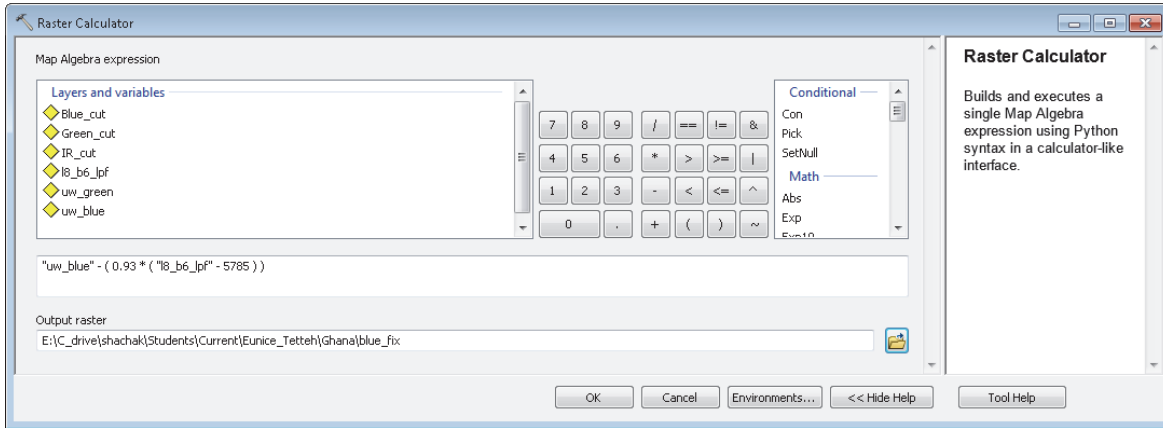 Raster Calculator
Map Algebra expression
Layers and variables
Blue_cut
Green_cut
IR_cut
l8_b6_lpf
uw_green
uw_blue
7 8 9 / == != &
4 5 6 * > >= |
1 2 3 - < <= ^
0 . + ( ) ~
Conditional
Con
Pick
SetNull
Math
Abs
Exp
Exp10
"uw_blue" - ( 0.93 * ( "l8_b6_lpf" - 5785 ) )
Output raster
E:\C_drive\shachak\Students\Current\Eunice_Tetteh\Ghana\blue_fix
OK Cancel Environments... << Hide Help Tool Help
Raster Calculator
Builds and executes a
single Map Algebra
expression using Python
syntax in a calculator-like
interface.